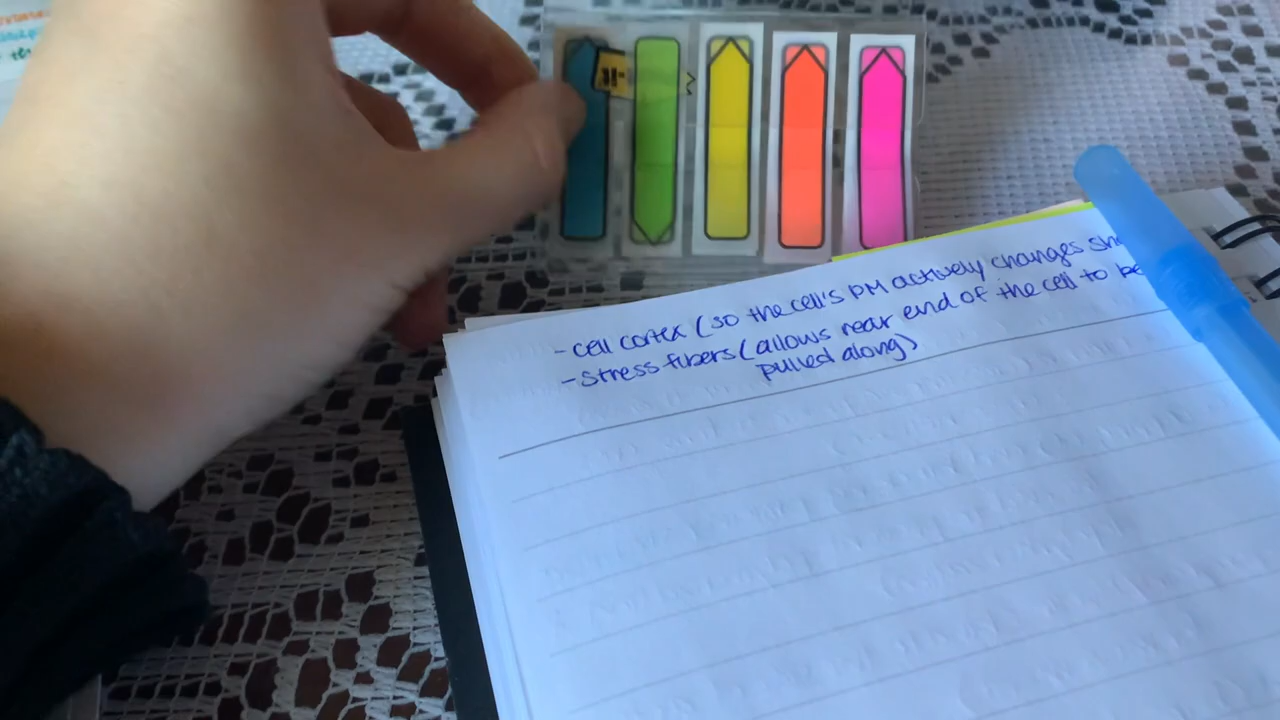 - cell cortex (so the cell's PM actively changes
- Stress fibers (allows rear end of the cell to be
pulled along)